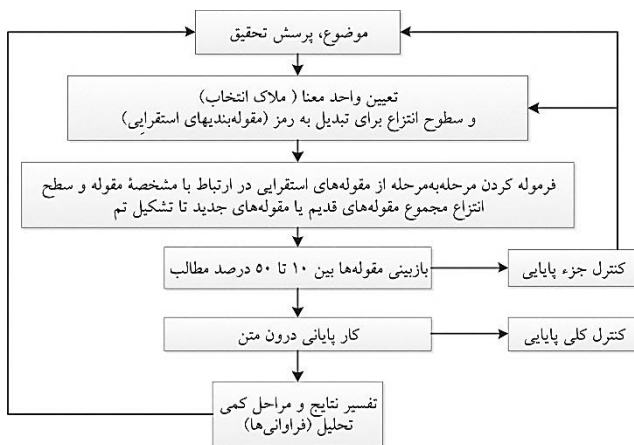 موضوع، پرسش تحقیق
تعیین واحد معنا ( ملاک انتخاب)
و سطوح انتزاع برای تبدیل به رمز (مقوله‌بندیهای استقرایی)
فرموله کردن مرحله‌به‌مرحله از مقوله‌های استقرایی در ارتباط با مشخصهٔ مقوله و سطح
انتزاع مجموع مقوله‌های قدیم یا مقوله‌های جدید تا تشکیل تم
بازبینی مقوله‌ها بین ۱۰ تا ۵۰ درصد مطالب
کنترل جزء پایایی
کار پایانی درون متن
کنترل کلی پایایی
تفسیر نتایج و مراحل کمی
تحلیل (فراوانی‌ها)